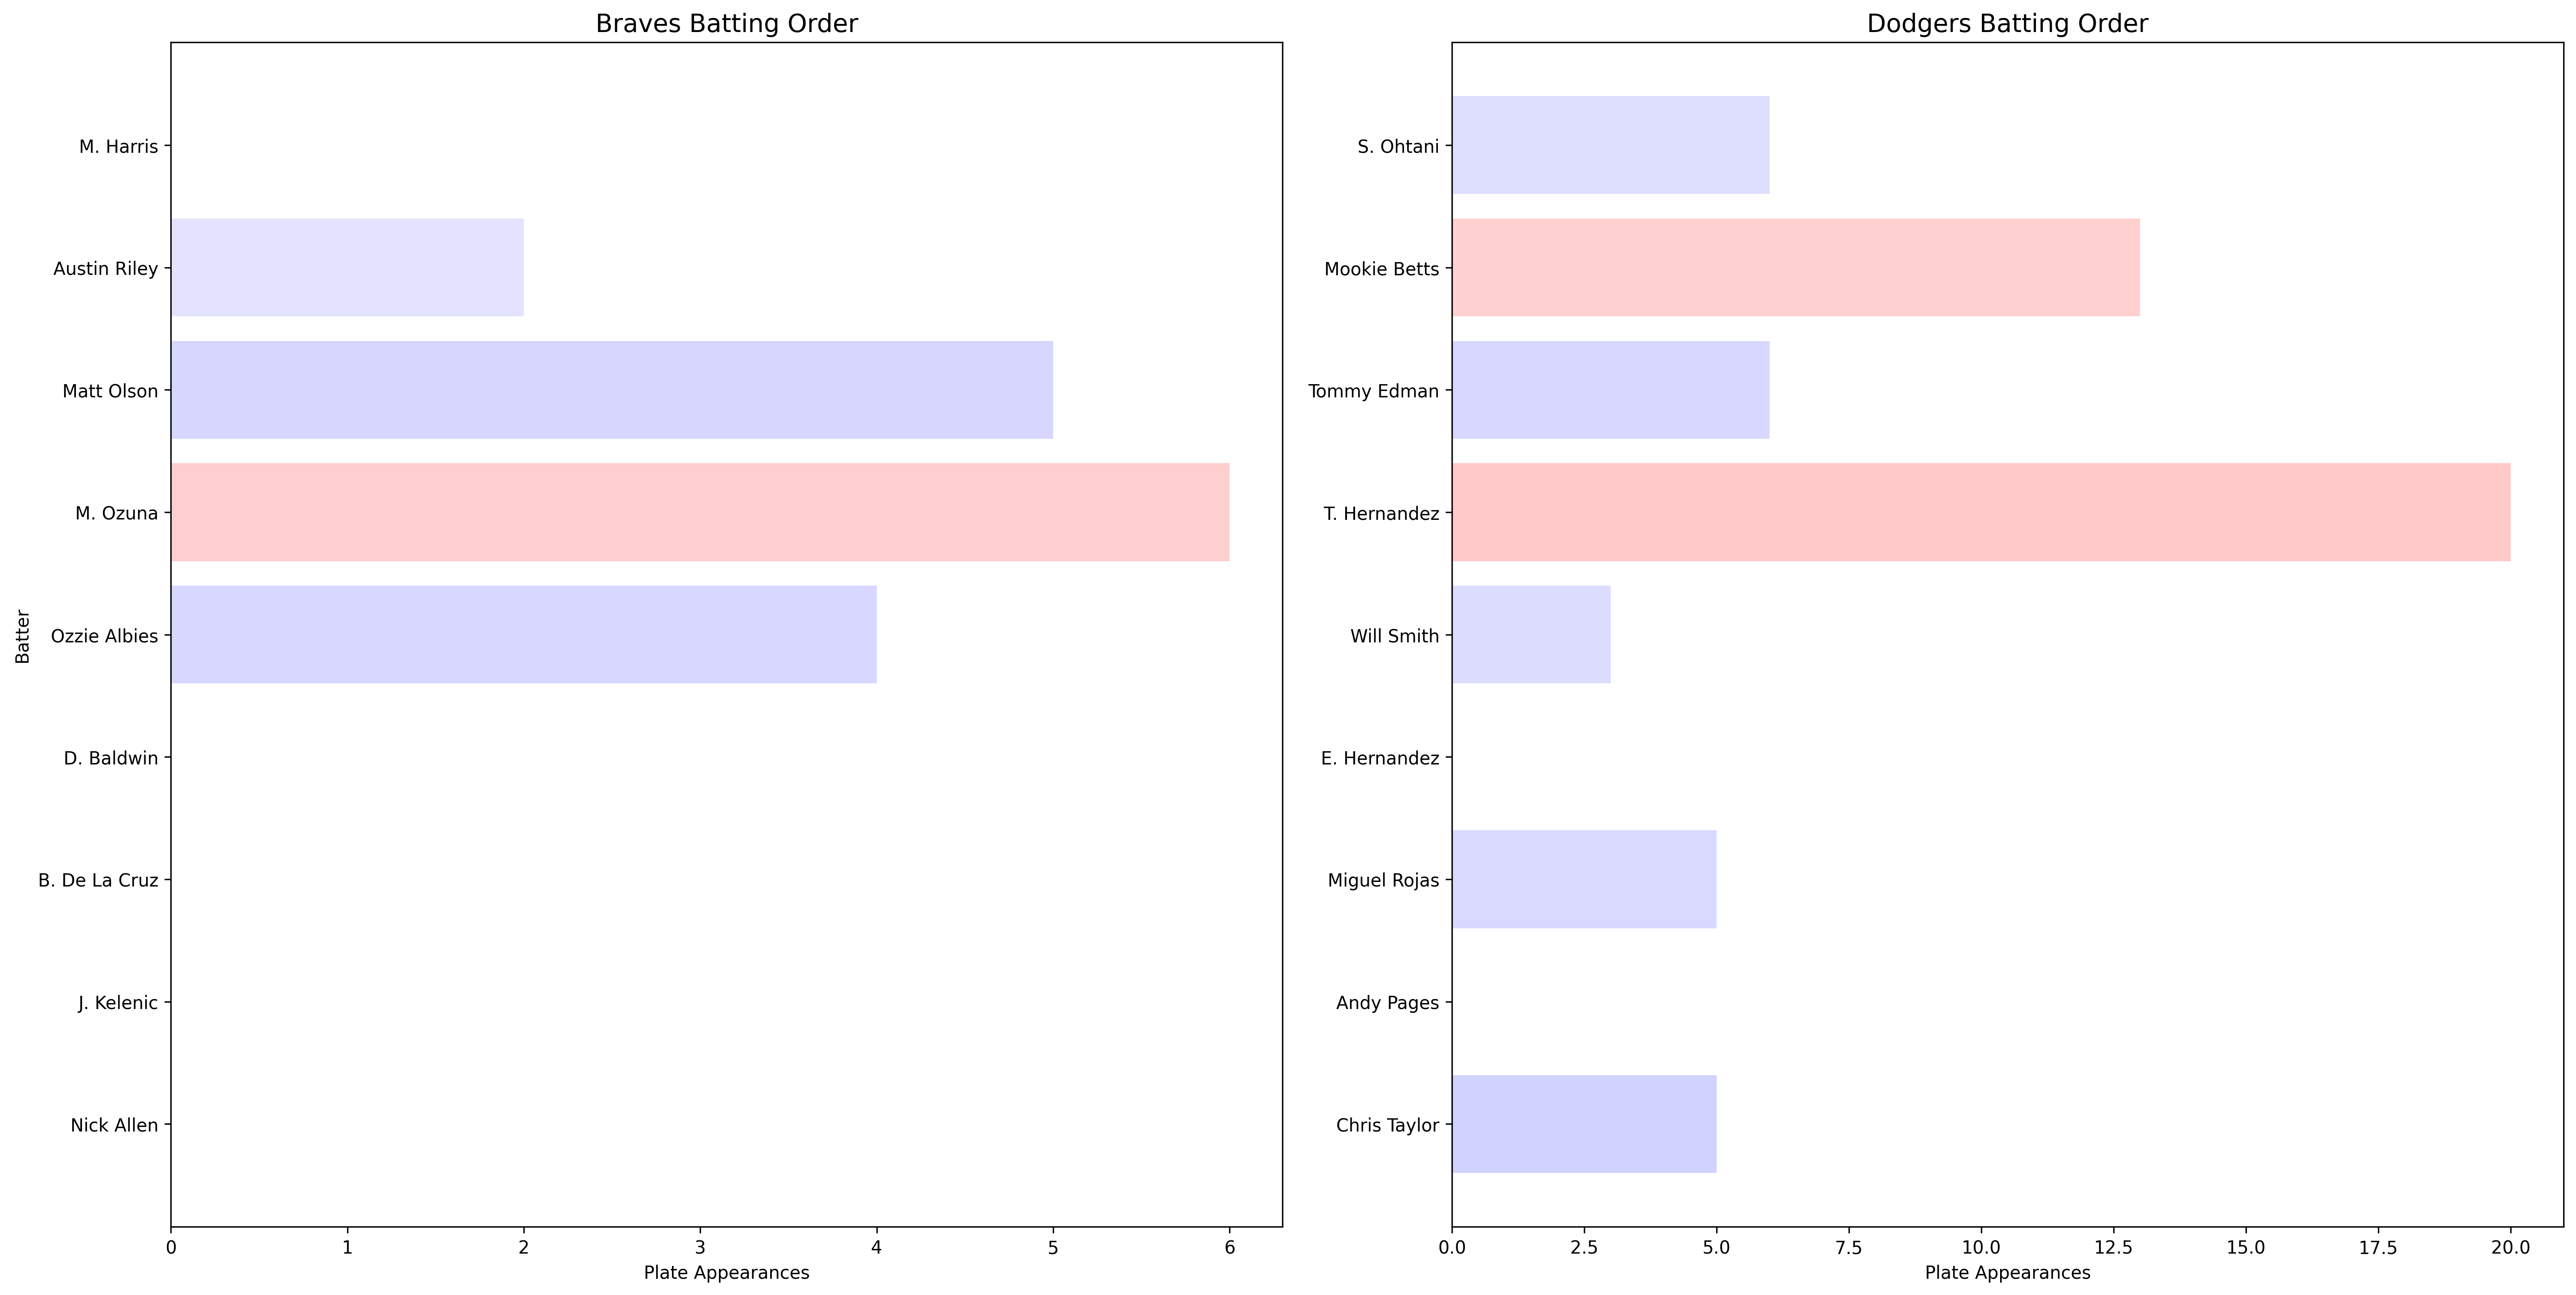 Braves Batting Order
Batter
M. Harris
Austin Riley
Matt Olson
M. Ozuna
Ozzie Albies
D. Baldwin
B. De La Cruz
J. Kelenic
Nick Allen
0 1 2 3 4 5 6
Plate Appearances
Dodgers Batting Order
S. Ohtani
Mookie Betts
Tommy Edman
T. Hernandez
Will Smith
E. Hernandez
Miguel Rojas
Andy Pages
Chris Taylor
0.0 2.5 5.0 7.5 10.0 12.5 15.0 17.5 20.0
Plate Appearances